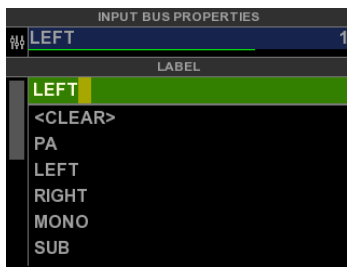 INPUT BUS PROPERTIES
LEFT 1
LABEL
LEFT
<CLEAR>
PA
LEFT
RIGHT
MONO
SUB